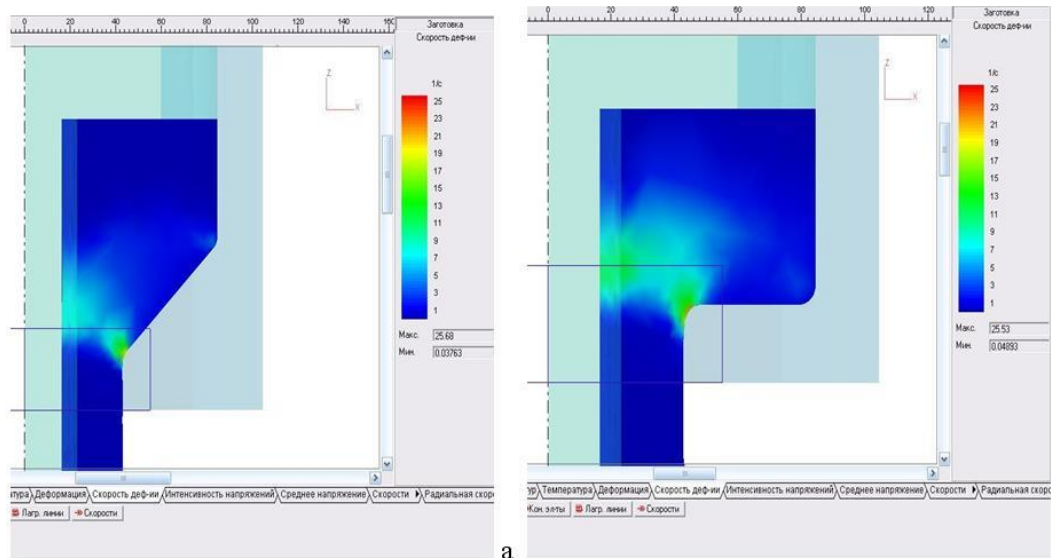 0 20 40 60 80 100 120 140 16
Заготовка
Скорость деф-ии
1/с
25
23
21
19
17
15
13
11
9
7
5
3
1
Макс. 25.68
Мин. 0.03763
Z
X
атура Деформация Скорость деф-ии Интенсивность напряжений Среднее напряжение Скорости Радиальная скоро
Лагр. линии Скорости
а
0 20 40 60 80 100 120
Заготовка
Скорость деф-ии
1/с
25
23
21
19
17
15
13
11
9
7
5
3
1
Макс. 25.53
Мин. 0.04893
Z
X
Температура Деформация Скорость деф-ии Интенсивность напряжений Среднее напряжение Скорости Радиальная скор
Кон. эл-ты Лагр. линии Скорости